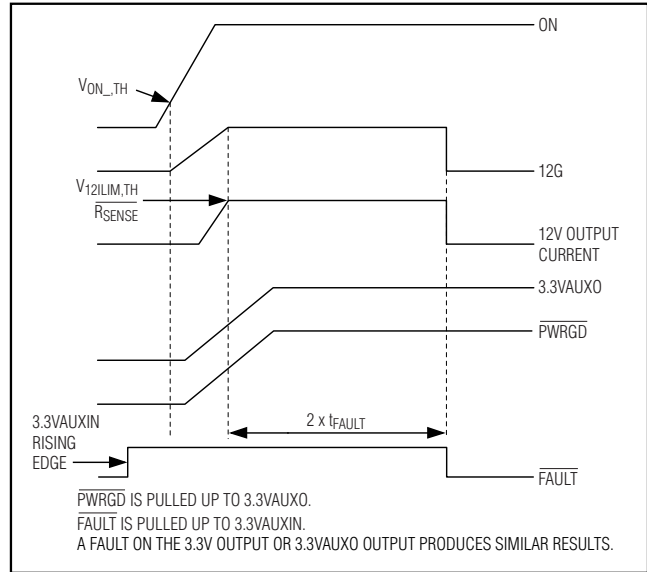 ON
V_ON_,TH
12G
V_12ILIM,TH
R_SENSE
12V OUTPUT
CURRENT
3.3VAUXO
PWRGD
2 x t_FAULT
3.3VAUXIN
RISING
EDGE
FAULT
PWRGD IS PULLED UP TO 3.3VAUXO.
FAULT IS PULLED UP TO 3.3VAUXIN.
A FAULT ON THE 3.3V OUTPUT OR 3.3VAUXO OUTPUT PRODUCES SIMILAR RESULTS.